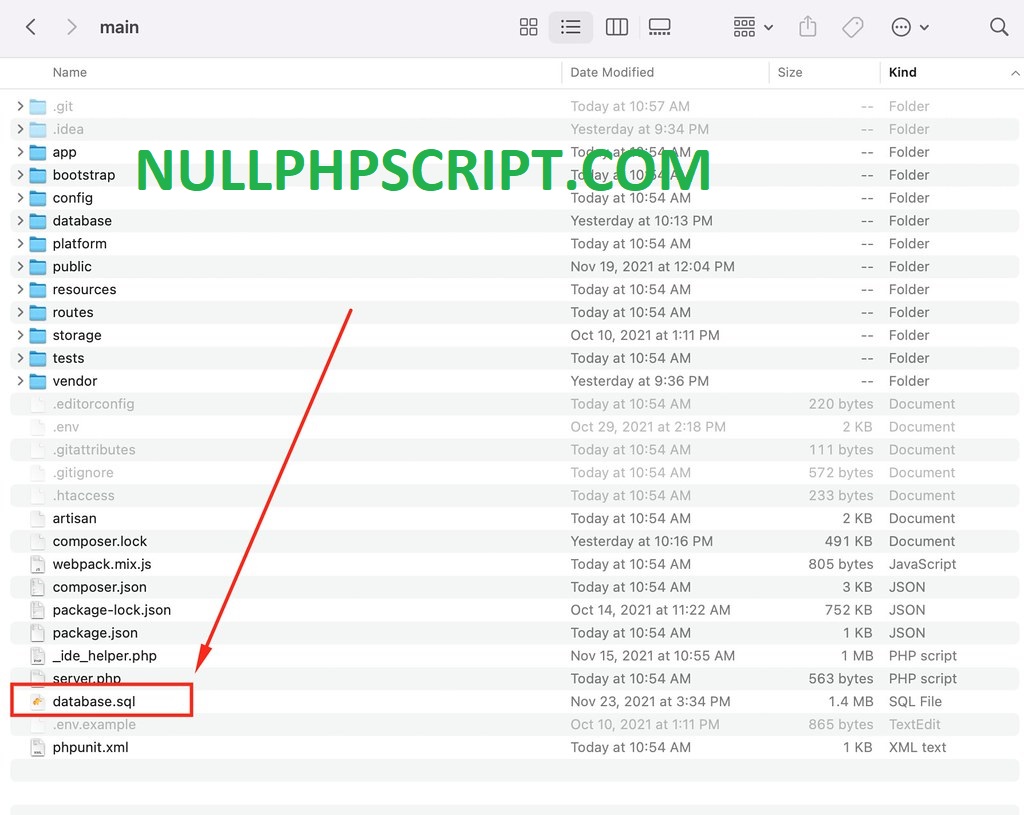 main
Name Date Modified Size Kind
.git Today at 10:57 AM -- Folder
.idea Yesterday at 9:34 PM -- Folder
app Today at 10:54 AM -- Folder
NULLPHPSCRIPT.COM
bootstrap Today at 10:54 AM -- Folder
config Today at 10:54 AM -- Folder
database Yesterday at 10:13 PM -- Folder
platform Today at 10:54 AM -- Folder
public Nov 19, 2021 at 12:04 PM -- Folder
resources Today at 10:54 AM -- Folder
routes Today at 10:54 AM -- Folder
storage Oct 10, 2021 at 1:11 PM -- Folder
tests Today at 10:54 AM -- Folder
vendor Yesterday at 9:36 PM -- Folder
.editorconfig Today at 10:54 AM 220 bytes Document
.env Oct 29, 2021 at 2:18 PM 2 KB Document
.gitattributes Today at 10:54 AM 111 bytes Document
.gitignore Today at 10:54 AM 572 bytes Document
.htaccess Today at 10:54 AM 233 bytes Document
artisan Today at 10:54 AM 2 KB Document
composer.lock Yesterday at 10:16 PM 491 KB Document
webpack.mix.js Today at 10:54 AM 805 bytes JavaScript
composer.json Today at 10:54 AM 3 KB JSON
package-lock.json Oct 14, 2021 at 11:22 AM 752 KB JSON
package.json Today at 10:54 AM 1 KB JSON
_ide_helper.php Nov 15, 2021 at 10:55 AM 1 MB PHP script
server.php Today at 10:54 AM 563 bytes PHP script
database.sql Nov 23, 2021 at 3:34 PM 1.4 MB SQL File
.env.example Oct 10, 2021 at 1:11 PM 865 bytes TextEdit
phpunit.xml Today at 10:54 AM 1 KB XML text